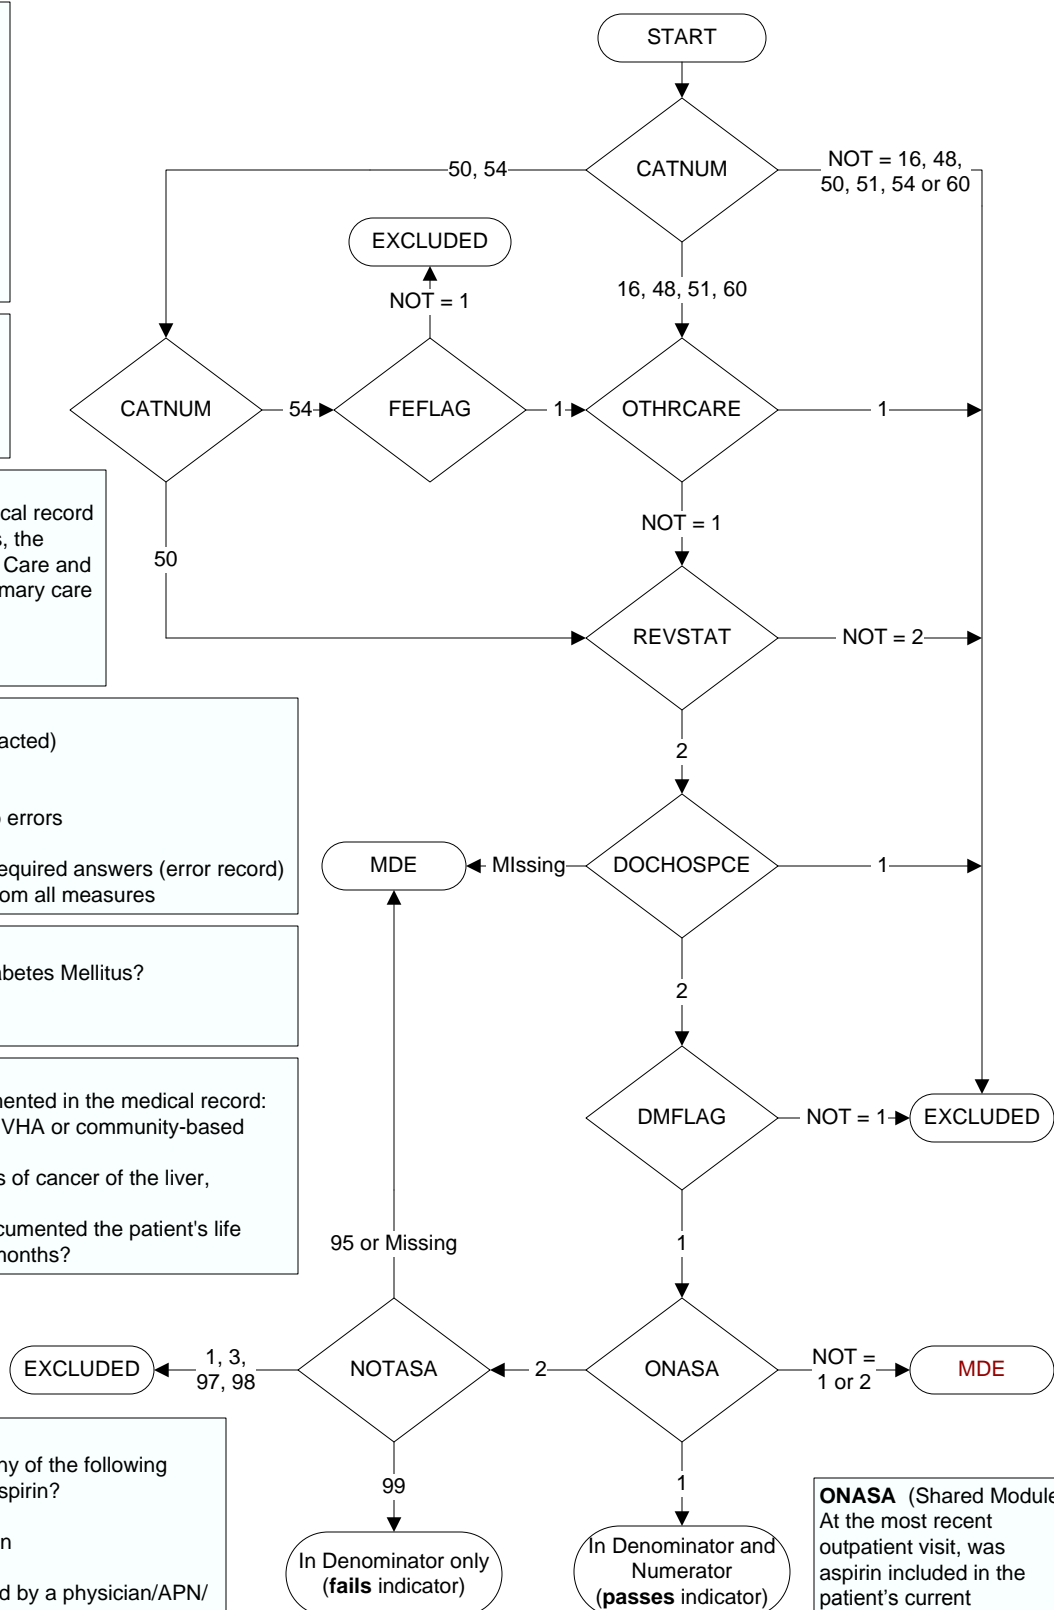 START
CATNUM
NOT = 16, 48,
50, 51, 54 or 60
50, 54
EXCLUDED
NOT = 1
16, 48, 51, 60
CATNUM
54
FEFLAG
1
OTHRCARE
1
NOT = 1
50
REVSTAT
NOT = 2
2
MDE
MIssing
DOCHOSPCE
1
2
DMFLAG
NOT = 1
EXCLUDED
95 or Missing
1
EXCLUDED
1, 3,
97, 98
NOTASA
2
ONASA
NOT =
1 or 2
MDE
99
1
In Denominator only
(fails indicator)
In Denominator and
Numerator
(passes indicator)
cal record
s, the
Care and
mary care
acted)
errors
equired answers (error record)
om all measures
abetes Mellitus?
nented in the medical record:
VHA or community-based
s of cancer of the liver,
cumented the patient's life
months?
ny of the following
spirin?
n
d by a physician/APN/
ONASA (Shared Module
At the most recent
outpatient visit, was
aspirin included in the
patient's current